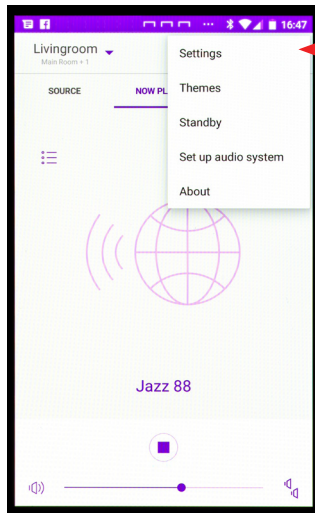 16:47
Livingroom
Main Room + 1
SOURCE
NOW PL
Settings
Themes
Standby
Set up audio system
About
Jazz 88